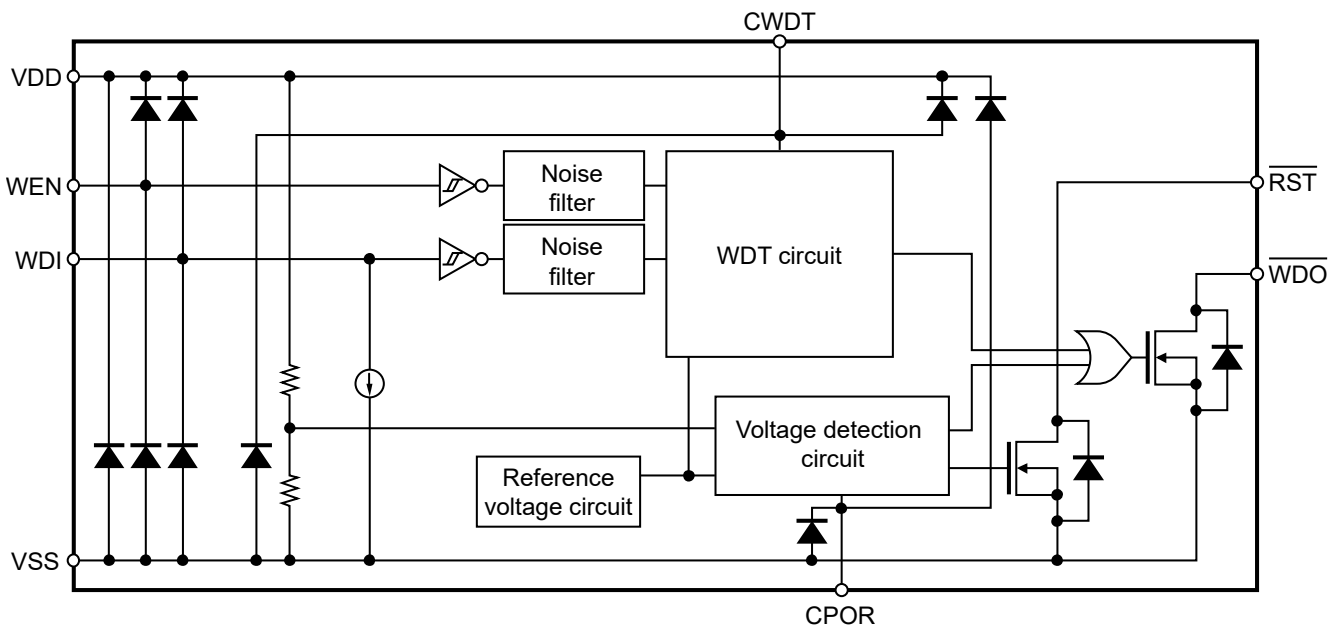 CWDT
VDD
WEN
Noise
filter
RST
WDI
Noise
filter
WDT circuit
WDO
Voltage detection
circuit
Reference
voltage circuit
VSS
CPOR